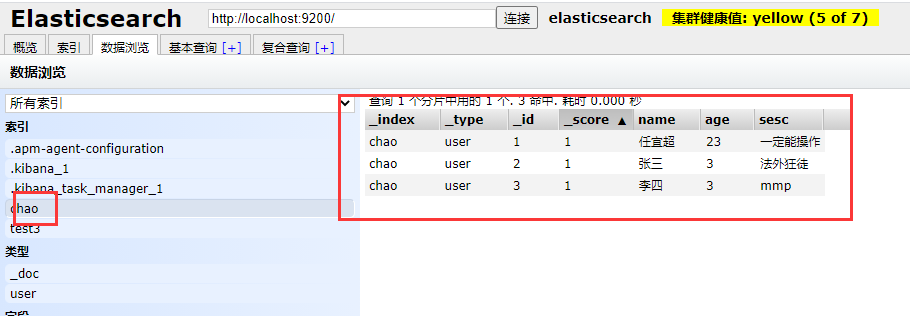 Elasticsearch http://localhost:9200/ 连接 elasticsearch 集群健康值: yellow (5 of 7)
概览 索引 数据浏览 基本查询 [+] 复合查询 [+]
数据浏览
所有索引
索引
.apm-agent-configuration
.kibana_1
.kibana_task_manager_1
chao
test3
类型
_doc
user
字段
查询 1 个分片中用的 1 个. 3 命中. 耗时 0.000 秒
_index _type _id _score ▲ name age sesc
chao user 1 1 任宣超 23 一定能操作
chao user 2 1 张三 3 法外狂徒
chao user 3 1 李四 3 mmp